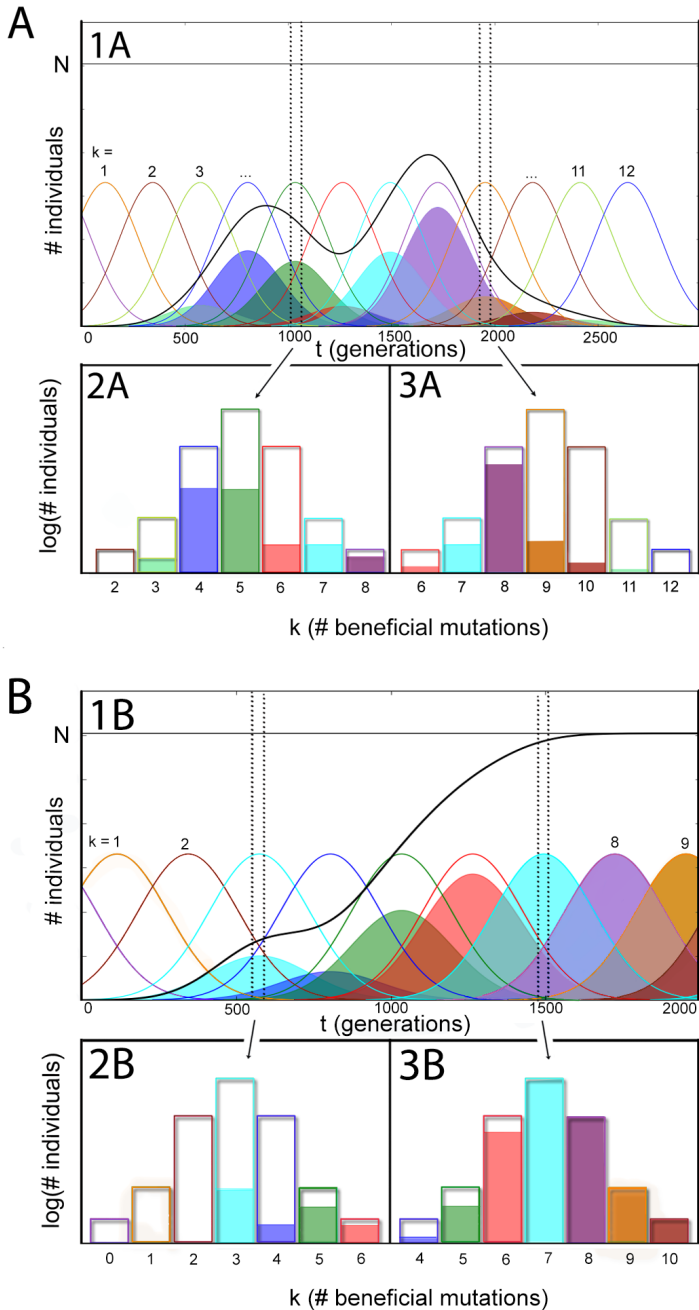 A
1A
N
# individuals
k =
1 2 3 ... ... 11 12
0 500 1000 1500 2000 2500
t (generations)
2A 3A
log(# individuals)
2 3 4 5 6 7 8 6 7 8 9 10 11 12
k (# beneficial mutations)
B
1B
N
# individuals
k = 1 2 8 9
0 500 1000 1500 2000
t (generations)
2B 3B
log(# individuals)
0 1 2 3 4 5 6 4 5 6 7 8 9 10
k (# beneficial mutations)